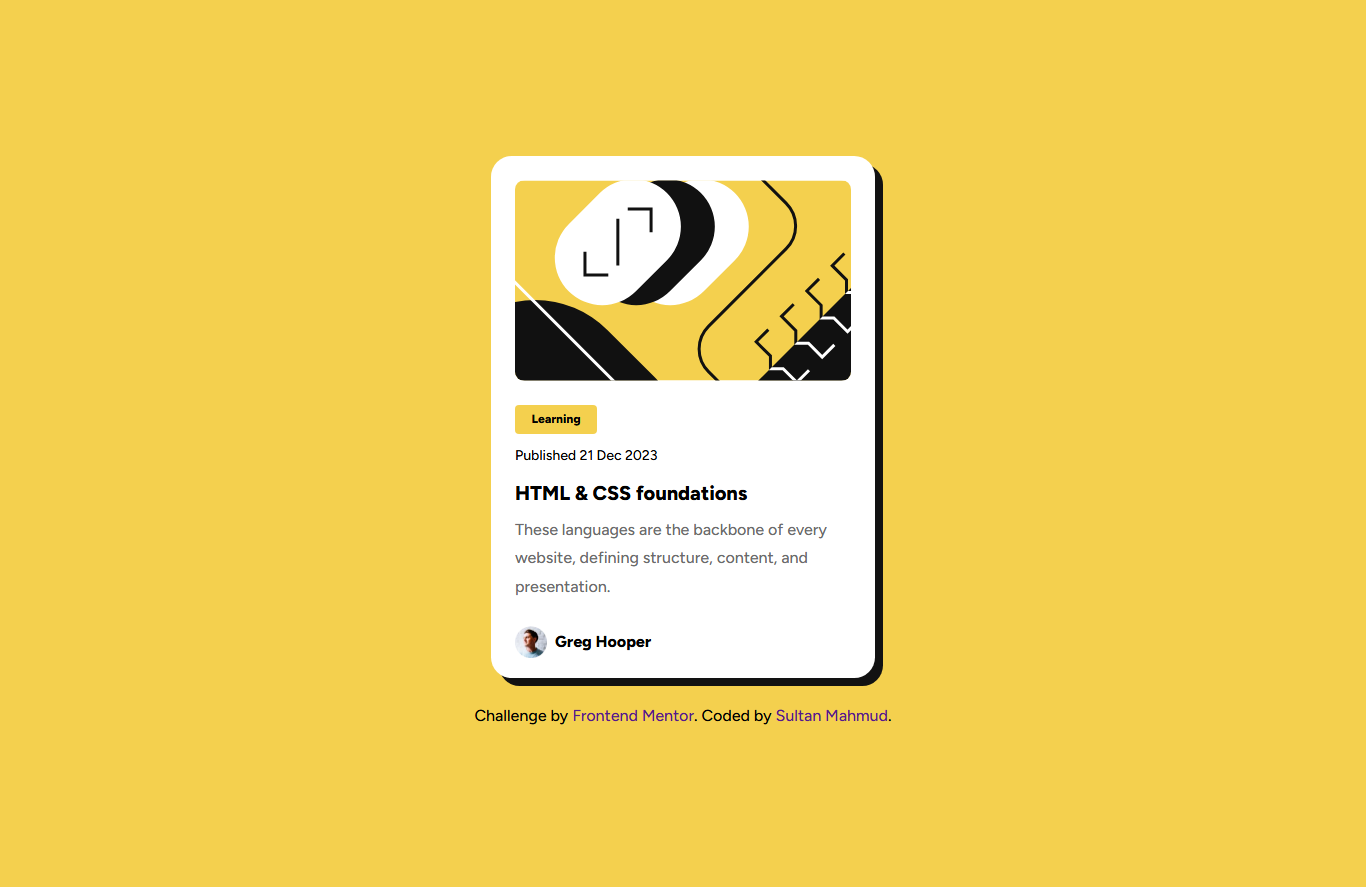 Learning
Published 21 Dec 2023
HTML & CSS foundations
These languages are the backbone of every
website, defining structure, content, and
presentation.
Greg Hooper
Challenge by Frontend Mentor. Coded by Sultan Mahmud.